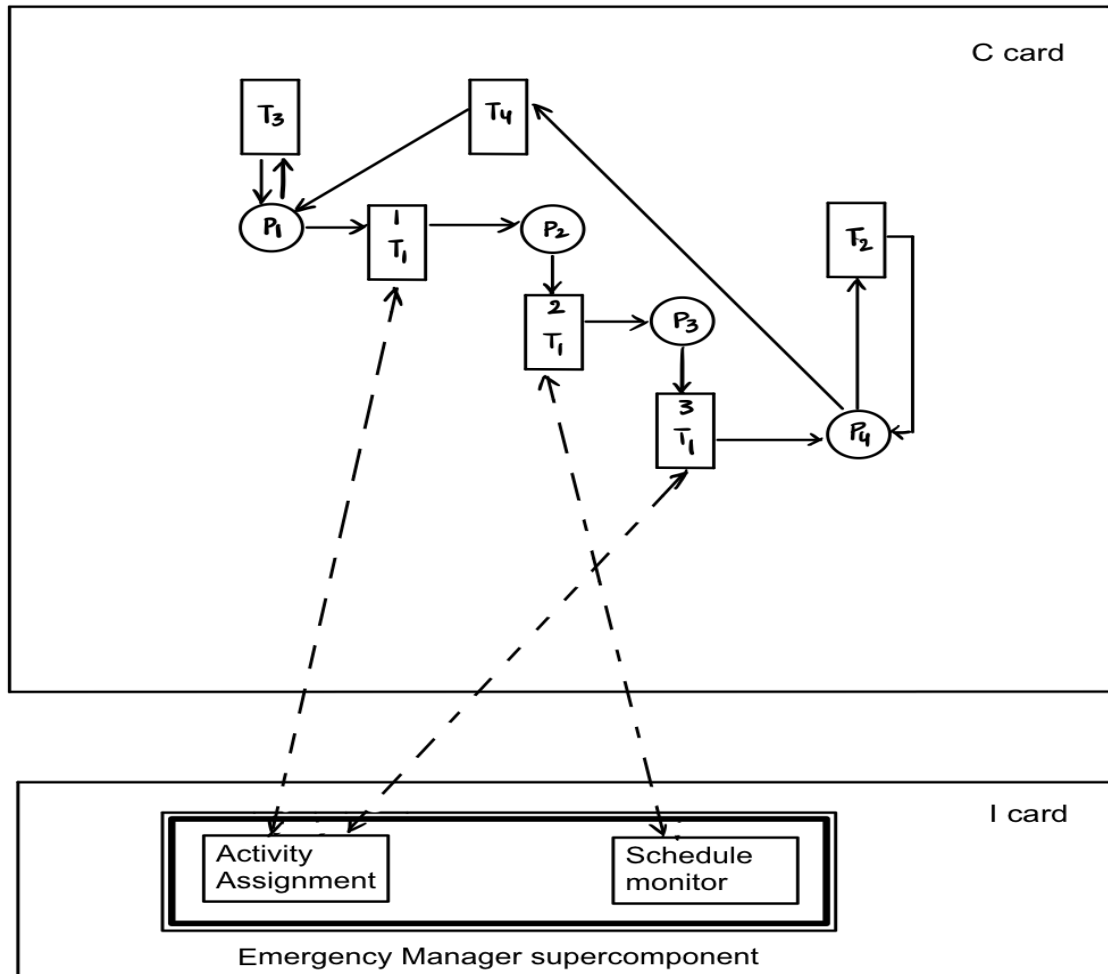 C card
T3
T4
P1
1
T1
P2
T2
2
T1
P3
3
T1
P4
I card
Activity
Assignment
Schedule
monitor
Emergency Manager supercomponent